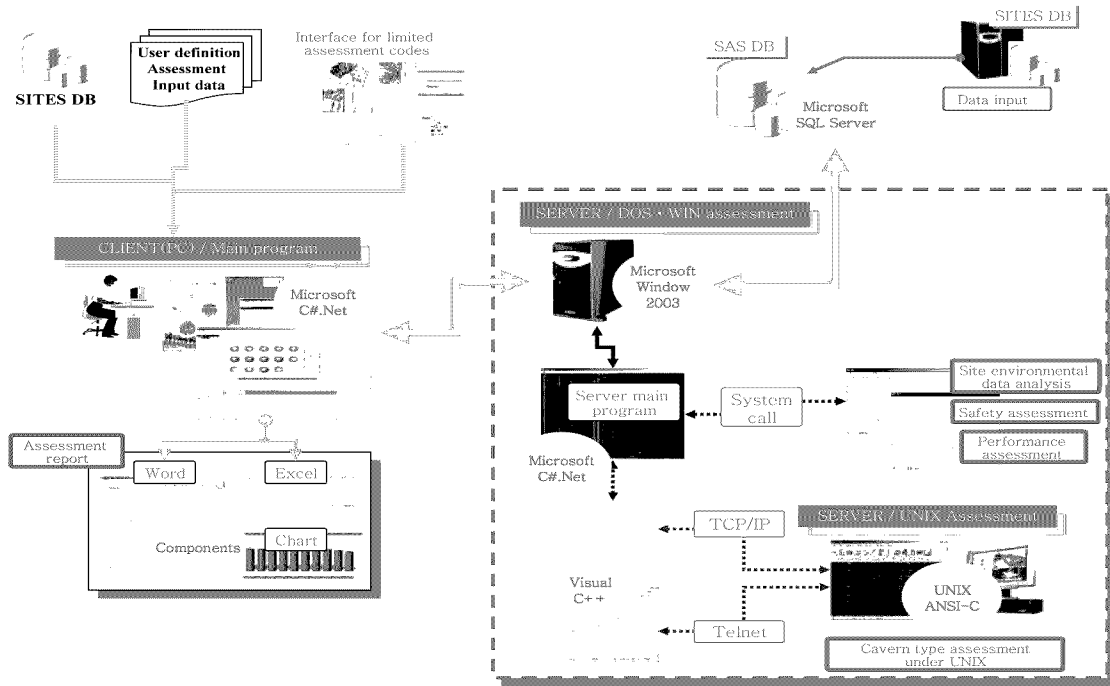 SITES DB
User definition
Assessment
Input data
Interface for limited
assessment codes
SAS DB
SITES DB
Microsoft
SQL Server
Data input
CLIENT(PC) / Main program
Microsoft
C#.Net
SERVER / DOS • WIN assessment
Microsoft
Window
2003
Server main
program
System
call
Site environmental
data analysis
Safety assessment
Performance
assessment
Microsoft
C#.Net
Assessment
report
Word
Excel
Components
Chart
TCP/IP
SERVER / UNIX Assessment
Visual
C++
UNIX
ANSI-C
Telnet
Cavern type assessment
under UNIX